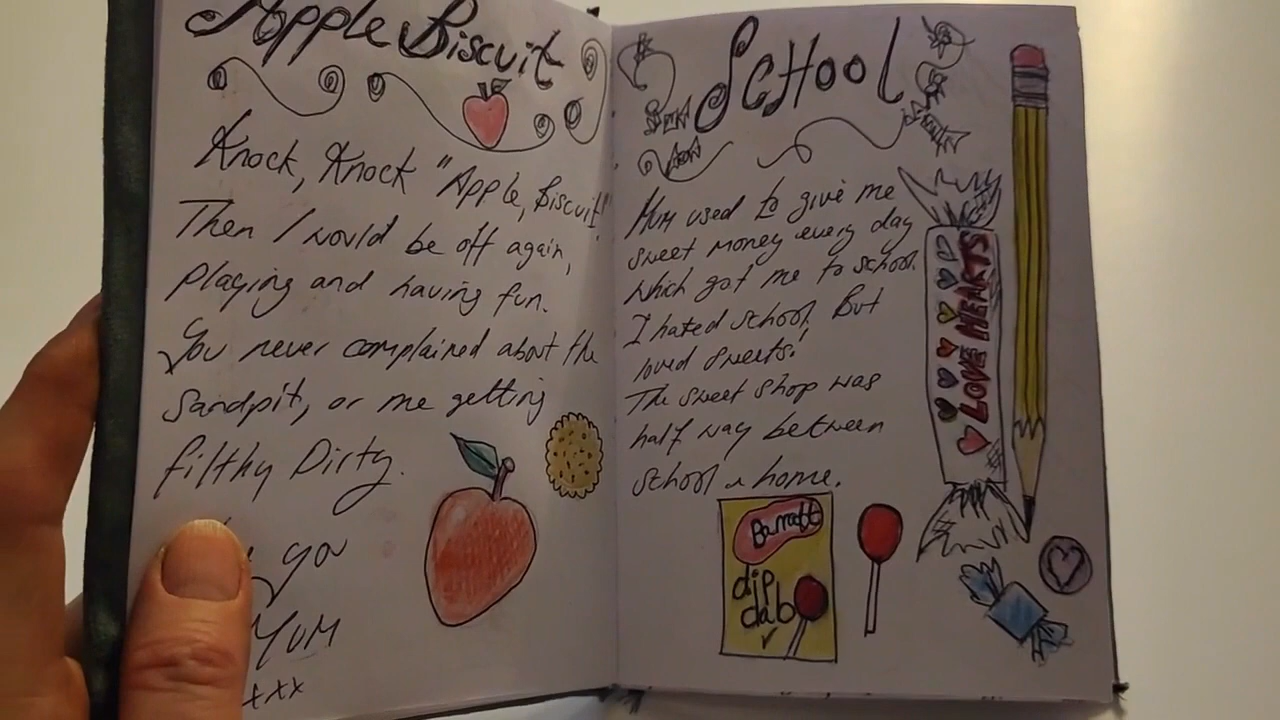 Apple Biscuit
Knock, Knock "Apple, Biscuit!"
Then I would be off again,
playing and having fun.
You never complained about the
Sandpit, or me getting
filthy Dirty.
you
MUM
xxx
SCHOOL
Mum used to give me
sweet money every day
which got me to school.
I hated school, But
loved sweets!
The sweet shop was
half way between
school & home.
LOVE HEARTS
Barratt
dip
dab